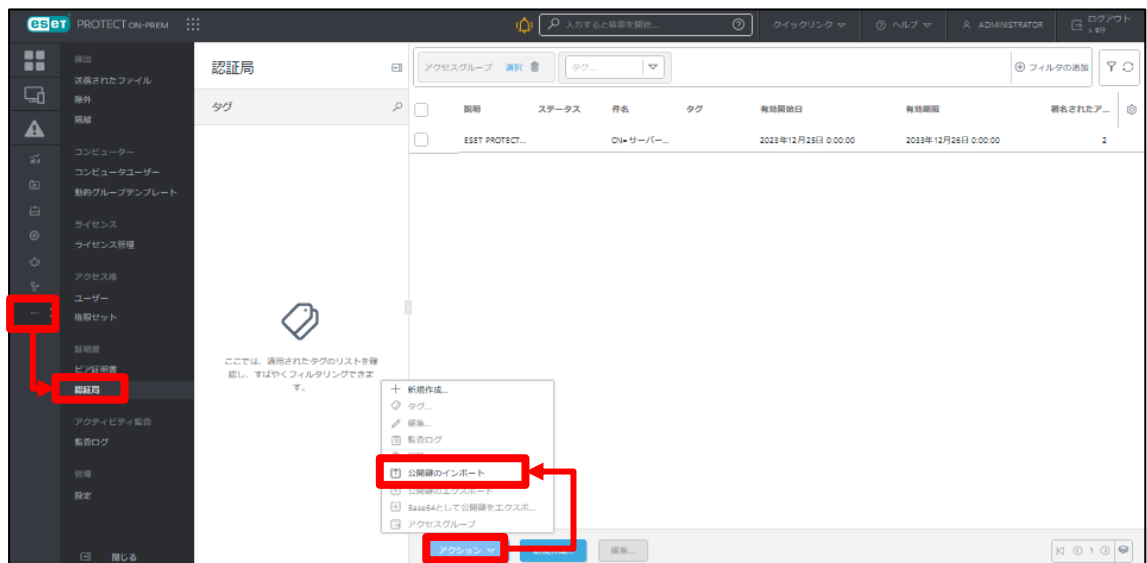 eset PROTECT ON-PREM
入力すると検索を開始...
クイックリンク
ヘルプ
ADMINISTRATOR
ログアウト
> 9分
検出
送信されたファイル
除外
隔離
コンピューター
コンピュータユーザー
動的グループテンプレート
ライセンス
ライセンス管理
アクセス権
ユーザー
権限セット
証明書
ピア証明書
認証局
アクティビティ監査
監査ログ
管理
設定
閉じる
認証局
タグ
ここでは、適用されたタグのリストを確
認し、すばやくフィルタリングできま
す。
アクセスグループ 選択
タグ...
フィルタの追加
説明 ステータス 件名 タグ 有効開始日 有効期限 署名されたア...
ESET PROTECT... CN=サーバー... 2023年12月25日 0:00:00 2033年12月26日 0:00:00 2
新規作成...
タグ...
編集...
監査ログ
公開鍵のインポート
公開鍵のエクスポート
Base64として公開鍵をエクスポ...
アクセスグループ
アクション
編集...
1